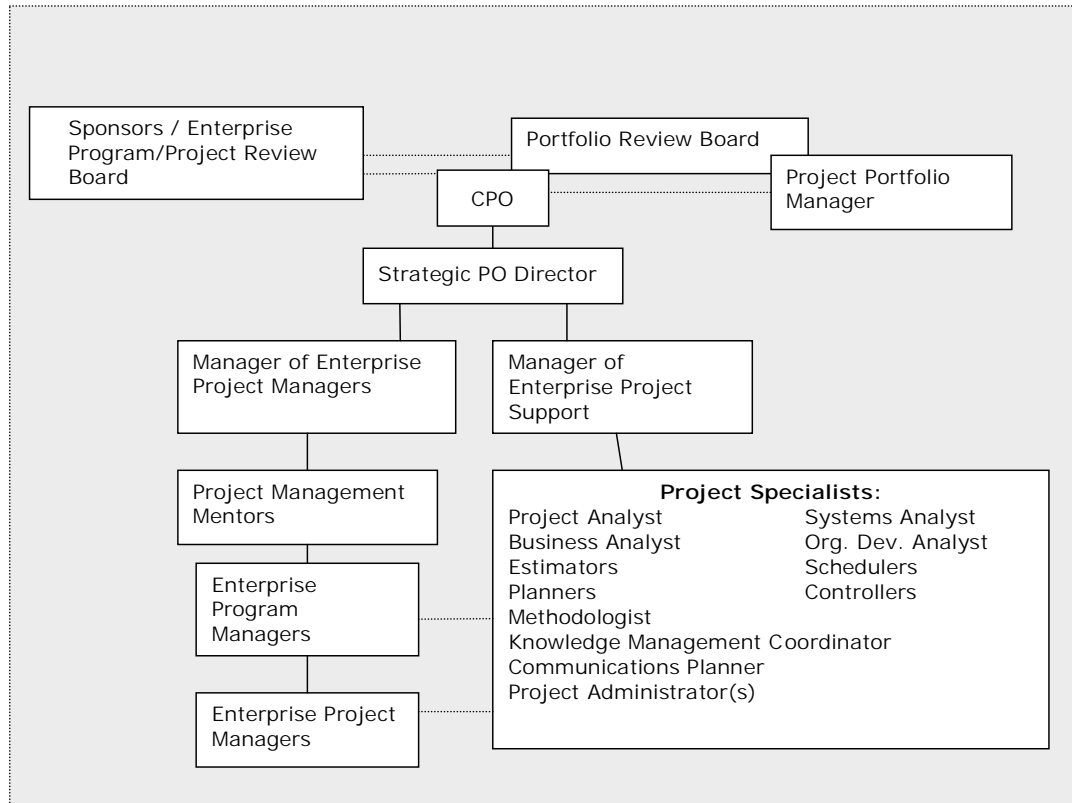 Sponsors / Enterprise
Program/Project Review
Board
Portfolio Review Board
Project Portfolio
Manager
CPO
Strategic PO Director
Manager of Enterprise
Project Managers
Manager of
Enterprise Project
Support
Project Management
Mentors
Enterprise
Program
Managers
Enterprise Project
Managers
Project Specialists:
Project Analyst Systems Analyst
Business Analyst Org. Dev. Analyst
Estimators Schedulers
Planners Controllers
Methodologist
Knowledge Management Coordinator
Communications Planner
Project Administrator(s)